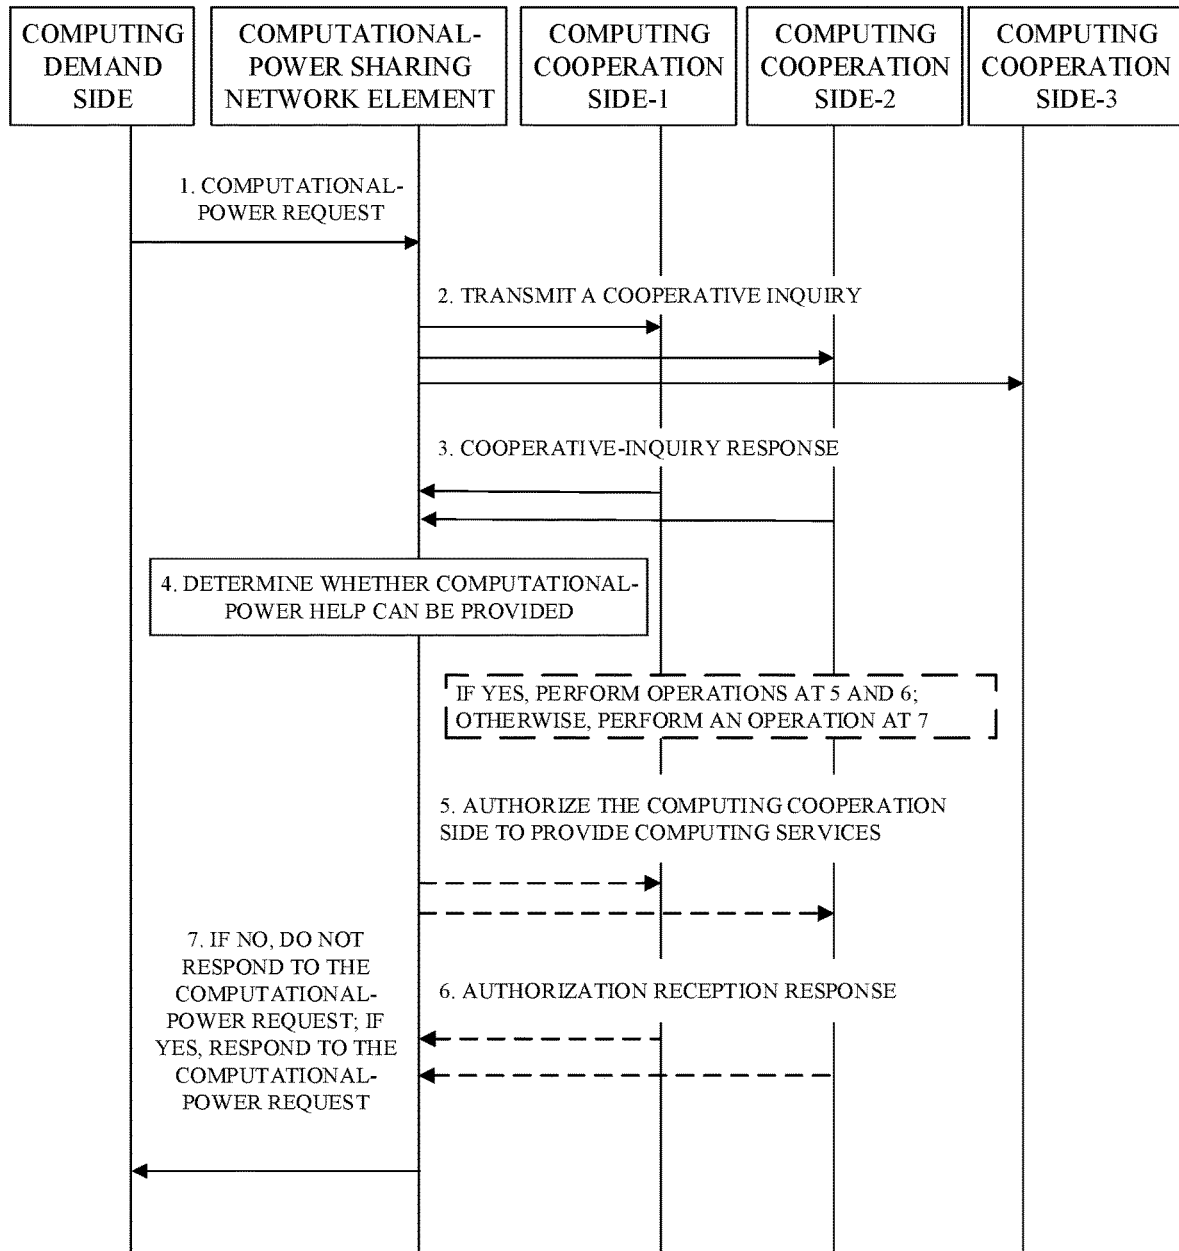 COMPUTING
DEMAND
SIDE
COMPUTATIONAL-
POWER SHARING
NETWORK ELEMENT
COMPUTING
COOPERATION
SIDE-1
COMPUTING
COOPERATION
SIDE-2
COMPUTING
COOPERATION
SIDE-3
1. COMPUTATIONAL-
POWER REQUEST
2. TRANSMIT A COOPERATIVE INQUIRY
3. COOPERATIVE-INQUIRY RESPONSE
4. DETERMINE WHETHER COMPUTATIONAL-
POWER HELP CAN BE PROVIDED
IF YES, PERFORM OPERATIONS AT 5 AND 6;
OTHERWISE, PERFORM AN OPERATION AT 7
5. AUTHORIZE THE COMPUTING COOPERATION
SIDE TO PROVIDE COMPUTING SERVICES
6. AUTHORIZATION RECEPTION RESPONSE
7. IF NO, DO NOT
RESPOND TO THE
COMPUTATIONAL-
POWER REQUEST; IF
YES, RESPOND TO THE
COMPUTATIONAL-
POWER REQUEST